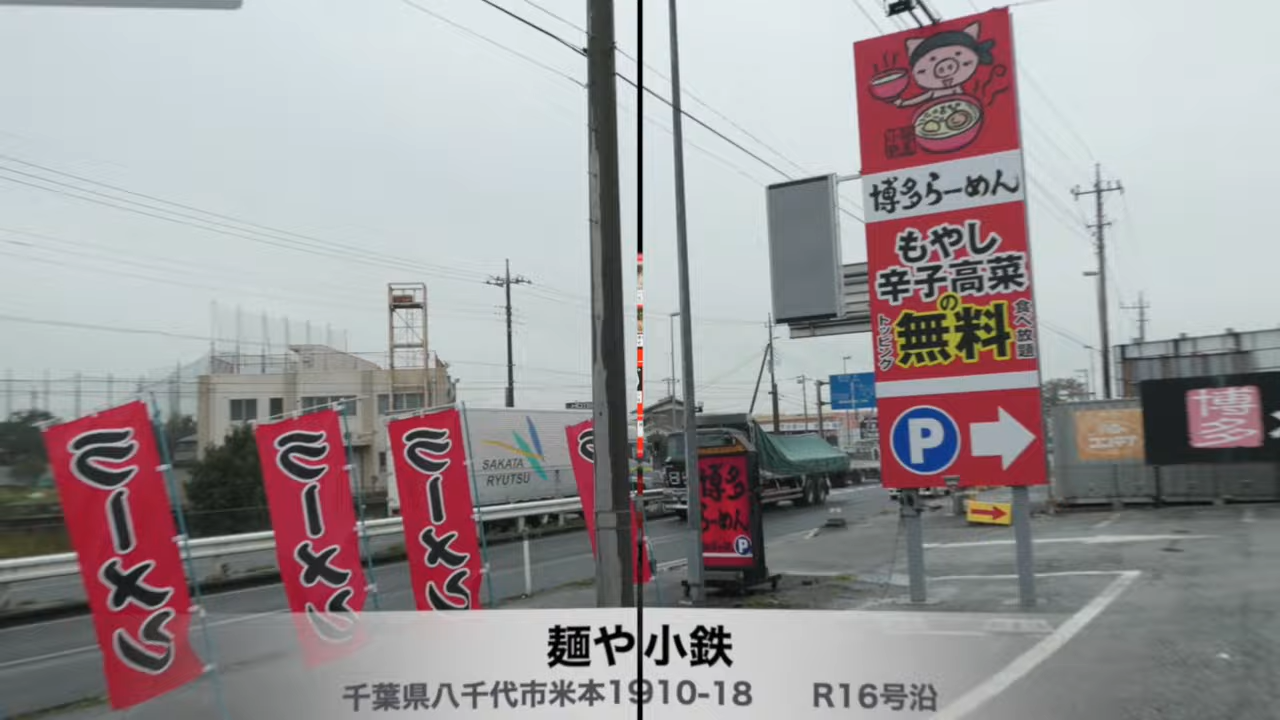 ラーメン
ラーメン
ラーメン
SAKATA
RYUTSU
博多
らーめん
P
博多らーめん
もやし
辛子高菜
の
トッピング
無料
食べ放題
P
博多
麺や小鉄
千葉県八千代市米本1910-18 R16号沿